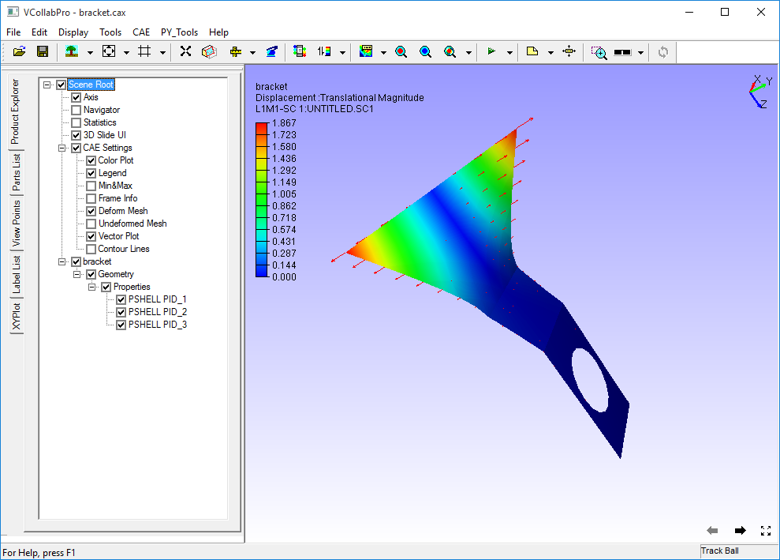 VCollabPro - bracket.cax
File Edit Display Tools CAE PY_Tools Help
Product Explorer
Parts List
View Points
Label List
XYPlot
Scene Root
Axis
Navigator
Statistics
3D Slide UI
CAE Settings
Color Plot
Legend
Min&Max
Frame Info
Deform Mesh
Undeformed Mesh
Vector Plot
Contour Lines
bracket
Geometry
Properties
PSHELL PID_1
PSHELL PID_2
PSHELL PID_3
bracket
Displacement :Translational Magnitude
L1M1-SC 1:UNTITLED.SC1
1.867
1.723
1.580
1.436
1.292
1.149
1.005
0.862
0.718
0.574
0.431
0.287
0.144
0.000
X
Y
Z
For Help, press F1
Track Ball